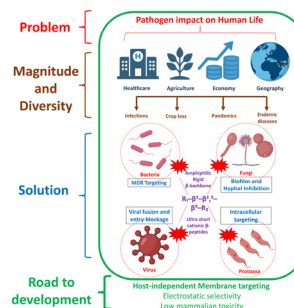 Problem
Pathogen impact on Human Life
Magnitude
and
Diversity
Healthcare
Agriculture
Economy
Geography
Infections
Crop loss
Pandemics
Endemic
diseases
Solution
Bacteria
MDR Targeting
Amphiphilic
Rigid
β-backbone
Fungi
Biofilm and
Hyphal Inhibition
Ultra short
cationic β-
peptides
Viral fusion and
entry blockage
Intracellular
targeting
Virus
Protozoa
Road to
development
Host-independent Membrane targeting
Electrostatic selectivity
Low mammalian toxicity